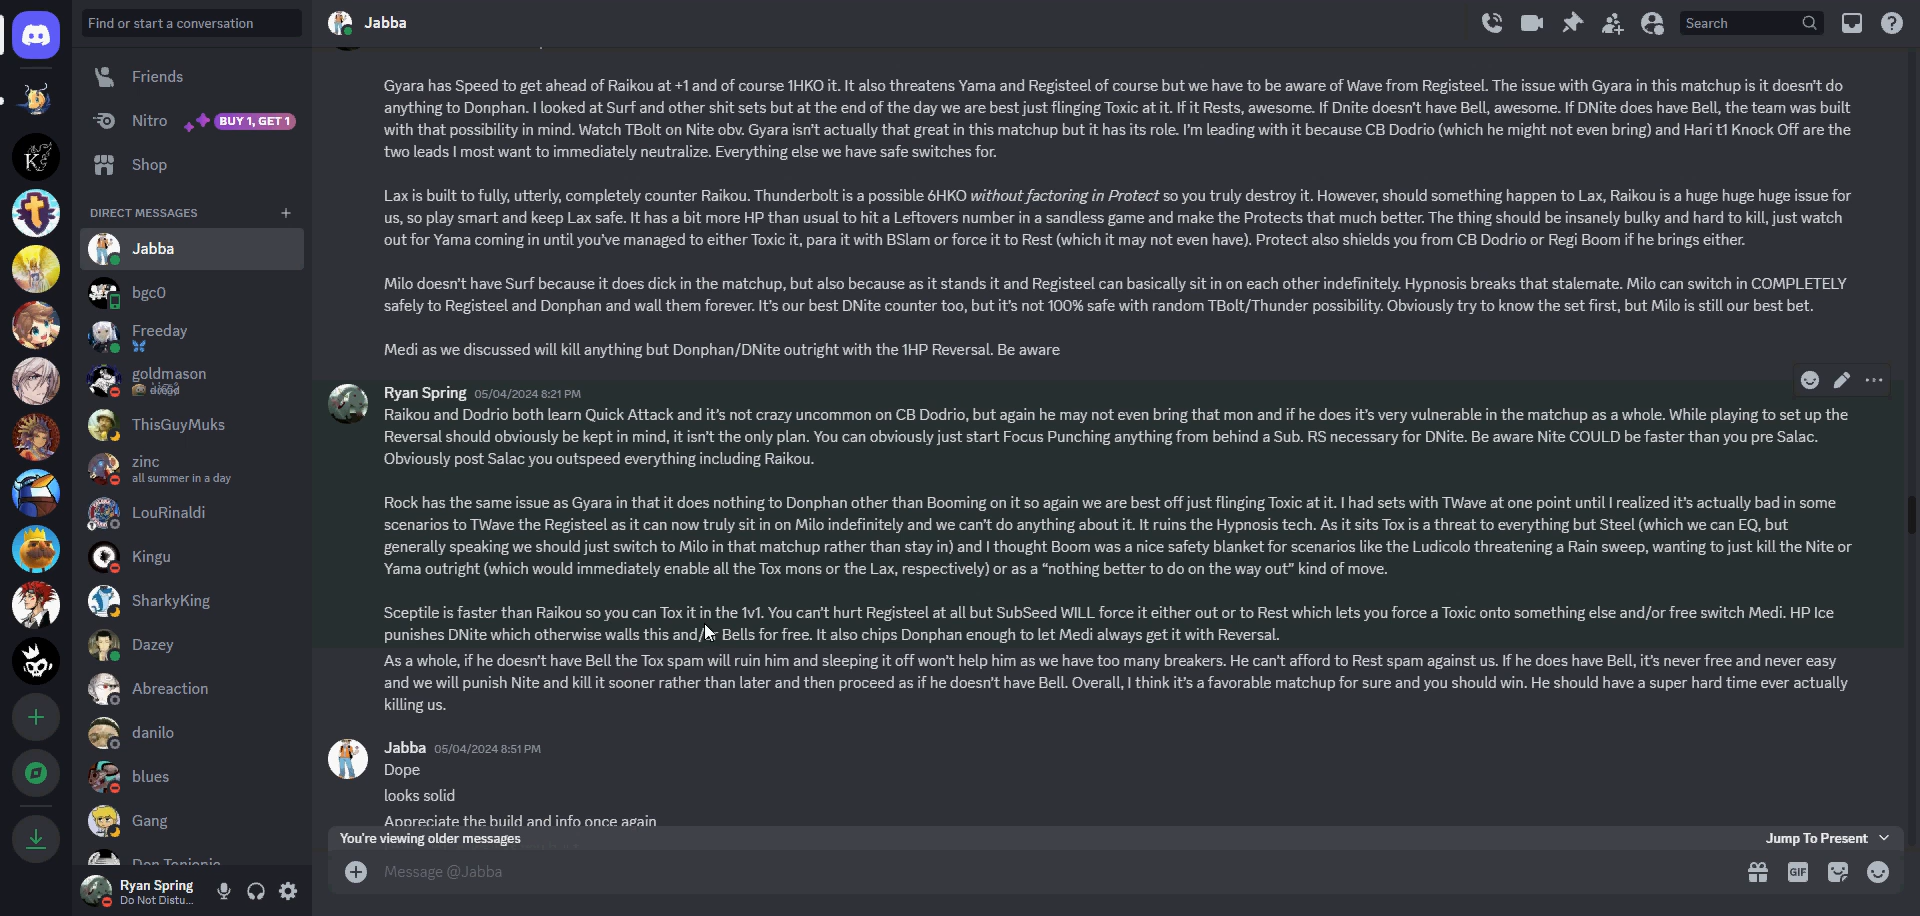 Find or start a conversation
Jabba
Search
Friends
Nitro
BUY 1, GET 1
Shop
DIRECT MESSAGES
Jabba
bgc0
Freeday
goldmason
dread
ThisGuyMuks
zinc
all summer in a day
LouRinaldi
Kingu
SharkyKing
Dazey
Abreaction
danilo
blues
Gang
Ryan Spring
Do Not Distu...
Gyara has Speed to get ahead of Raikou at +1 and of course 1HKO it. It also threatens Yama and Registeel of course but we have to be aware of Wave from Registeel. The issue with Gyara in this matchup is it doesn't do
anything to Donphan. I looked at Surf and other shit sets but at the end of the day we are best just flinging Toxic at it. If it Rests, awesome. If Dnite doesn't have Bell, awesome. If DNite does have Bell, the team was built
with that possibility in mind. Watch TBolt on Nite obv. Gyara isn't actually that great in this matchup but it has its role. I'm leading with it because CB Dodrio (which he might not even bring) and Hari t1 Knock Off are the
two leads I most want to immediately neutralize. Everything else we have safe switches for.
Lax is built to fully, utterly, completely counter Raikou. Thunderbolt is a possible 6HKO without factoring in Protect so you truly destroy it. However, should something happen to Lax, Raikou is a huge huge huge issue for
us, so play smart and keep Lax safe. It has a bit more HP than usual to hit a Leftovers number in a sandless game and make the Protects that much better. The thing should be insanely bulky and hard to kill, just watch
out for Yama coming in until you've managed to either Toxic it, para it with BSlam or force it to Rest (which it may not even have). Protect also shields you from CB Dodrio or Regi Boom if he brings either.
Milo doesn't have Surf because it does dick in the matchup, but also because as it stands it and Registeel can basically sit in on each other indefinitely. Hypnosis breaks that stalemate. Milo can switch in COMPLETELY
safely to Registeel and Donphan and wall them forever. It's our best DNite counter too, but it's not 100% safe with random TBolt/Thunder possibility. Obviously try to know the set first, but Milo is still our best bet.
Medi as we discussed will kill anything but Donphan/DNite outright with the 1HP Reversal. Be aware
Ryan Spring 05/04/2024 8:21 PM
Raikou and Dodrio both learn Quick Attack and it's not crazy uncommon on CB Dodrio, but again he may not even bring that mon and if he does it's very vulnerable in the matchup as a whole. While playing to set up the
Reversal should obviously be kept in mind, it isn't the only plan. You can obviously just start Focus Punching anything from behind a Sub. RS necessary for DNite. Be aware Nite COULD be faster than you pre Salac.
Obviously post Salac you outspeed everything including Raikou.
Rock has the same issue as Gyara in that it does nothing to Donphan other than Booming on it so again we are best off just flinging Toxic at it. I had sets with TWave at one point until I realized it's actually bad in some
scenarios to TWave the Registeel as it can now truly sit in on Milo indefinitely and we can't do anything about it. It ruins the Hypnosis tech. As it sits Tox is a threat to everything but Steel (which we can EQ, but
generally speaking we should just switch to Milo in that matchup rather than stay in) and I thought Boom was a nice safety blanket for scenarios like the Ludicolo threatening a Rain sweep, wanting to just kill the Nite or
Yama outright (which would immediately enable all the Tox mons or the Lax, respectively) or as a "nothing better to do on the way out" kind of move.
Sceptile is faster than Raikou so you can Tox it in the 1v1. You can't hurt Registeel at all but SubSeed WILL force it either out or to Rest which lets you force a Toxic onto something else and/or free switch Medi. HP Ice
punishes DNite which otherwise walls this and/or Bells for free. It also chips Donphan enough to let Medi always get it with Reversal.
As a whole, if he doesn't have Bell the Tox spam will ruin him and sleeping it off won't help him as we have too many breakers. He can't afford to Rest spam against us. If he does have Bell, it's never free and never easy
and we will punish Nite and kill it sooner rather than later and then proceed as if he doesn't have Bell. Overall, I think it's a favorable matchup for sure and you should win. He should have a super hard time ever actually
killing us.
Jabba 05/04/2024 8:51 PM
Dope
looks solid
Appreciate the build and info once again
You're viewing older messages
Jump To Present
Message @Jabba
GIF